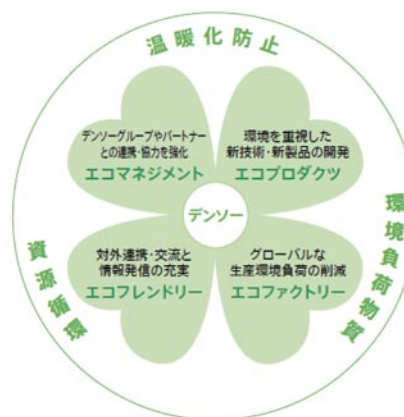 温暖化防止
デンソーグループやパートナー
との連携・協力を強化
エコマネジメント
環境を重視した
新技術・新製品の開発
エコプロダクツ
デンソー
対外連携・交流と
情報発信の充実
エコフレンドリー
グローバルな
生産環境負荷の削減
エコファクトリー
資源循環
環境負荷物質